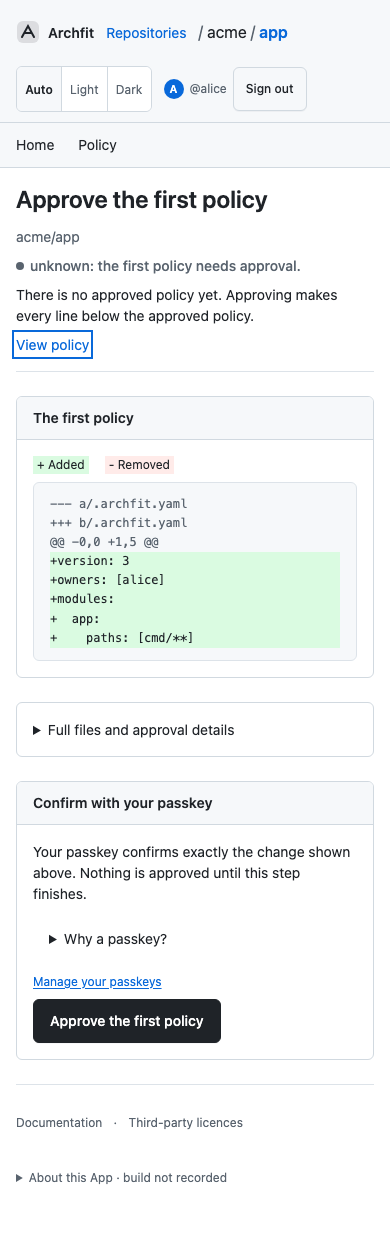 Archfit Repositories / acme / app
Auto Light Dark A @alice Sign out
Home Policy
Approve the first policy
acme/app
unknown: the first policy needs approval.
There is no approved policy yet. Approving makes
every line below the approved policy.
View policy
The first policy
+ Added - Removed
--- a/.archfit.yaml
+++ b/.archfit.yaml
@@ -0,0 +1,5 @@
+version: 3
+owners: [alice]
+modules:
+  app:
+    paths: [cmd/**]
Full files and approval details
Confirm with your passkey
Your passkey confirms exactly the change shown
above. Nothing is approved until this step
finishes.
Why a passkey?
Manage your passkeys
Approve the first policy
Documentation · Third-party licences
About this App · build not recorded